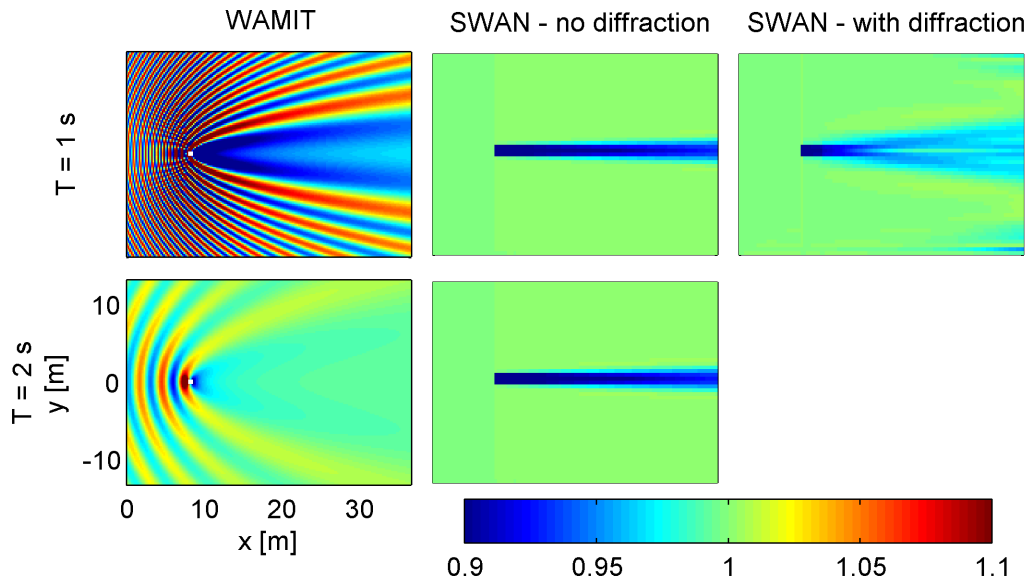 WAMIT
SWAN - no diffraction
SWAN - with diffraction
T = 1 s
T = 2 s
y [m]
10
0
-10
0
10
20
30
x [m]
0.9
0.95
1
1.05
1.1